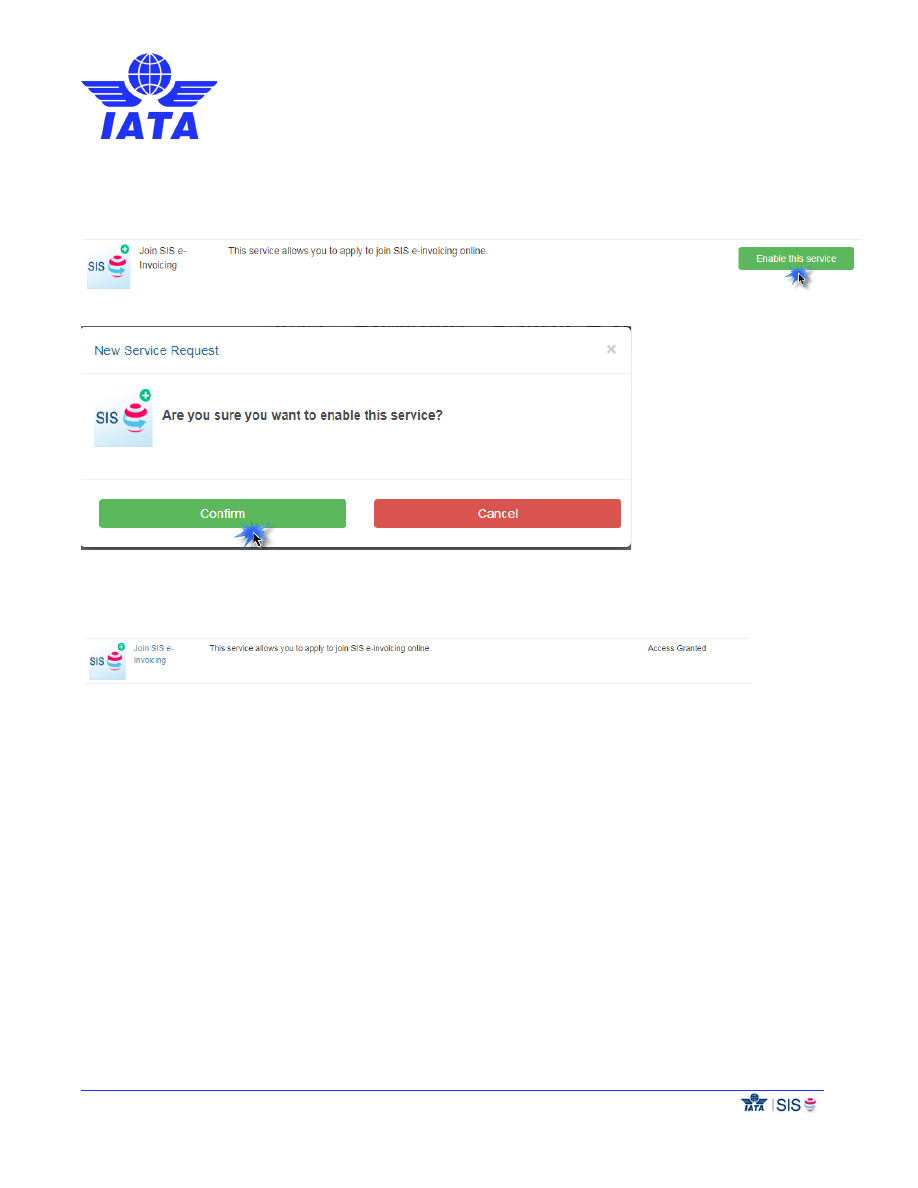 IATA
SIS
Join SIS e-
Invoicing
This service allows you to apply to join SIS e-invoicing online.
Enable this service
New Service Request
×
SIS
Are you sure you want to enable this service?
Confirm
Cancel
SIS
Join SIS e-
Invoicing
This service allows you to apply to join SIS e-invoicing online.
Access Granted
IATA | SIS